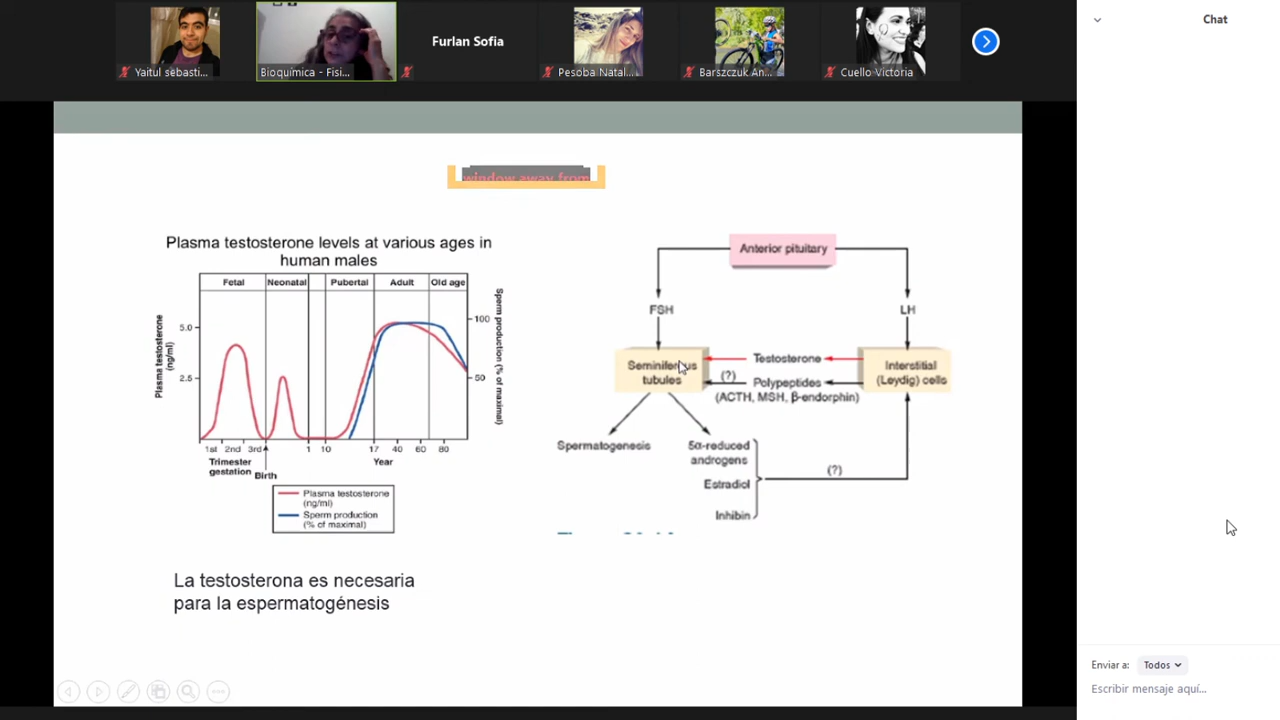 Yaitul sebasti...
Bioquímica - Fisi...
Furlan Sofia
Pesoba Natal...
Barszczuk An...
Cuello Victoria
Chat
window away from
Plasma testosterone levels at various ages in
human males
Fetal
Neonatal
Pubertal
Adult
Old age
Plasma testosterone
(ng/ml)
5.0
2.5
Sperm production (% of maximal)
100
50
1st
2nd
3rd
1
10
17
40
60
80
Trimester
gestation
Birth
Year
Plasma testosterone
(ng/ml)
Sperm production
(% of maximal)
Anterior pituitary
FSH
LH
Seminiferous
tubules
Testosterone
(?)
Polypeptides
(ACTH, MSH, β-endorphin)
Interstitial
(Leydig) cells
Spermatogenesis
5α-reduced
androgens
Estradiol
Inhibin
(?)
La testosterona es necesaria
para la espermatogénesis
Enviar a:
Todos
Escribir mensaje aquí...